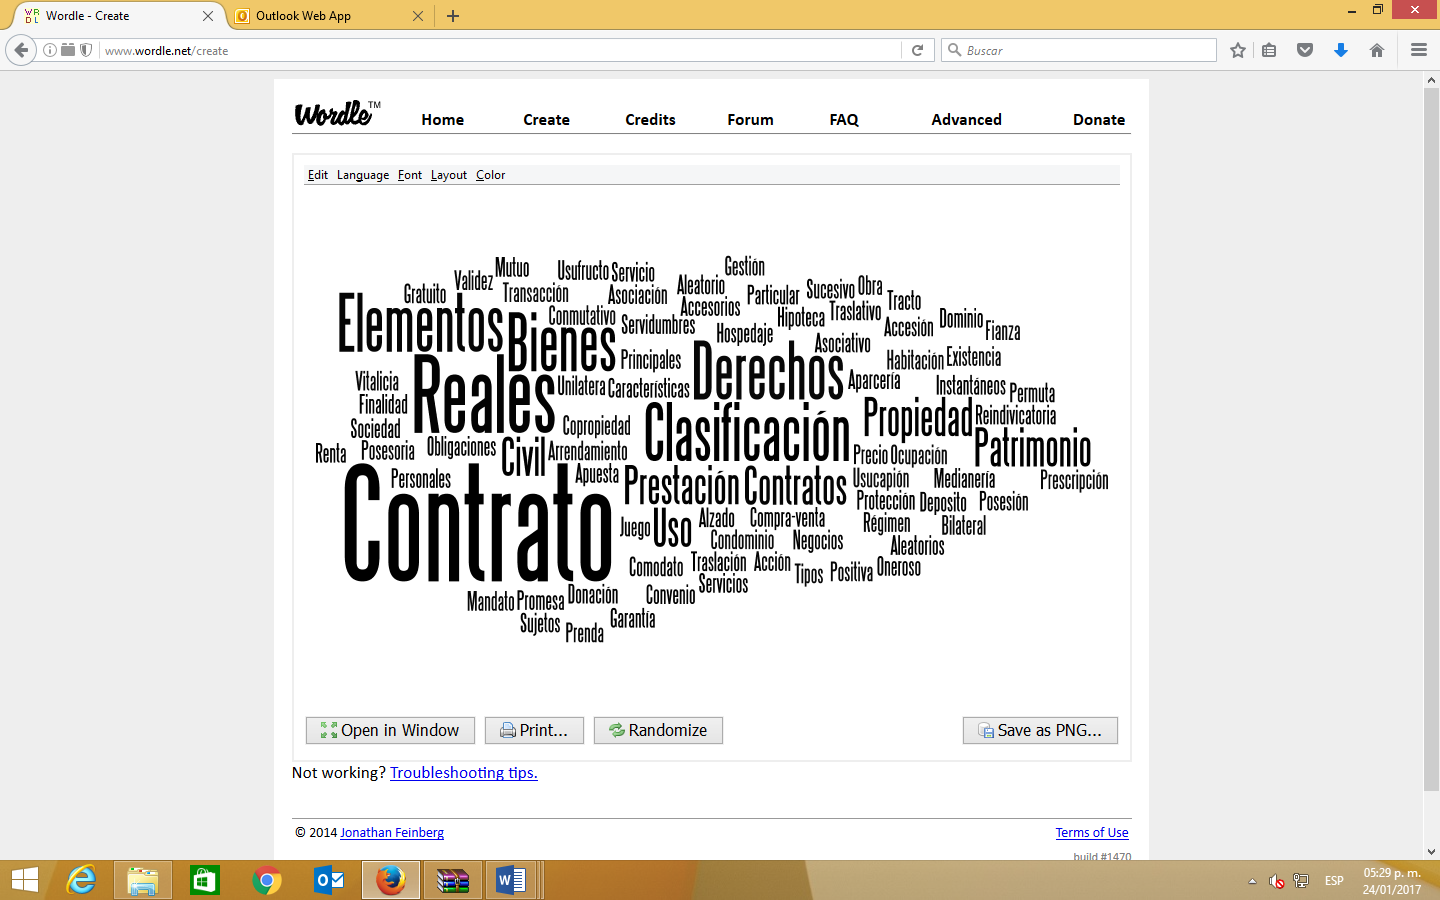 Wordle - Create
Outlook Web App
www.wordle.net/create
Buscar
Wordle™
Home Create Credits Forum FAQ Advanced Donate
Edit Language Font Layout Color
Gestión
Mutuo
Usufructo
Servicio
Validez
Aleatorio
Sucesivo
Obra
Gratuito
Transacción
Asociación
Particular
Tracto
Accesorios
Traslativo
Elementos
Conmutativo
Servidumbres
Hipoteca
Dominio
Bienes
Hospedaje
Accesión
Fianza
Asociativo
Principales
Habitación
Existencia
Derechos
Vitalicia
Reales
Unilatera
Características
Aparcería
Instantáneos
Permuta
Finalidad
Propiedad
Reindivicatoria
Sociedad
Copropiedad
Clasificación
Renta
Posesoria
Obligaciones
Civil
Arrendamiento
Precio
Ocupación
Patrimonio
Personales
Apuesta
Prestación
Contratos
Usucapión
Medianería
Prescripción
Protección
Deposito
Posesión
Contrato
Juego
Uso
Alzado
Compra-venta
Régimen
Bilateral
Condominio
Negocios
Aleatorios
Comodato
Traslación
Acción
Tipos
Positiva
Oneroso
Servicios
Mandato
Promesa
Donación
Convenio
Sujetos
Prenda
Garantía
Open in Window
Print...
Randomize
Save as PNG...
Not working? Troubleshooting tips.
© 2014 Jonathan Feinberg
Terms of Use
build #1470
ESP
05:29 p. m.
24/01/2017